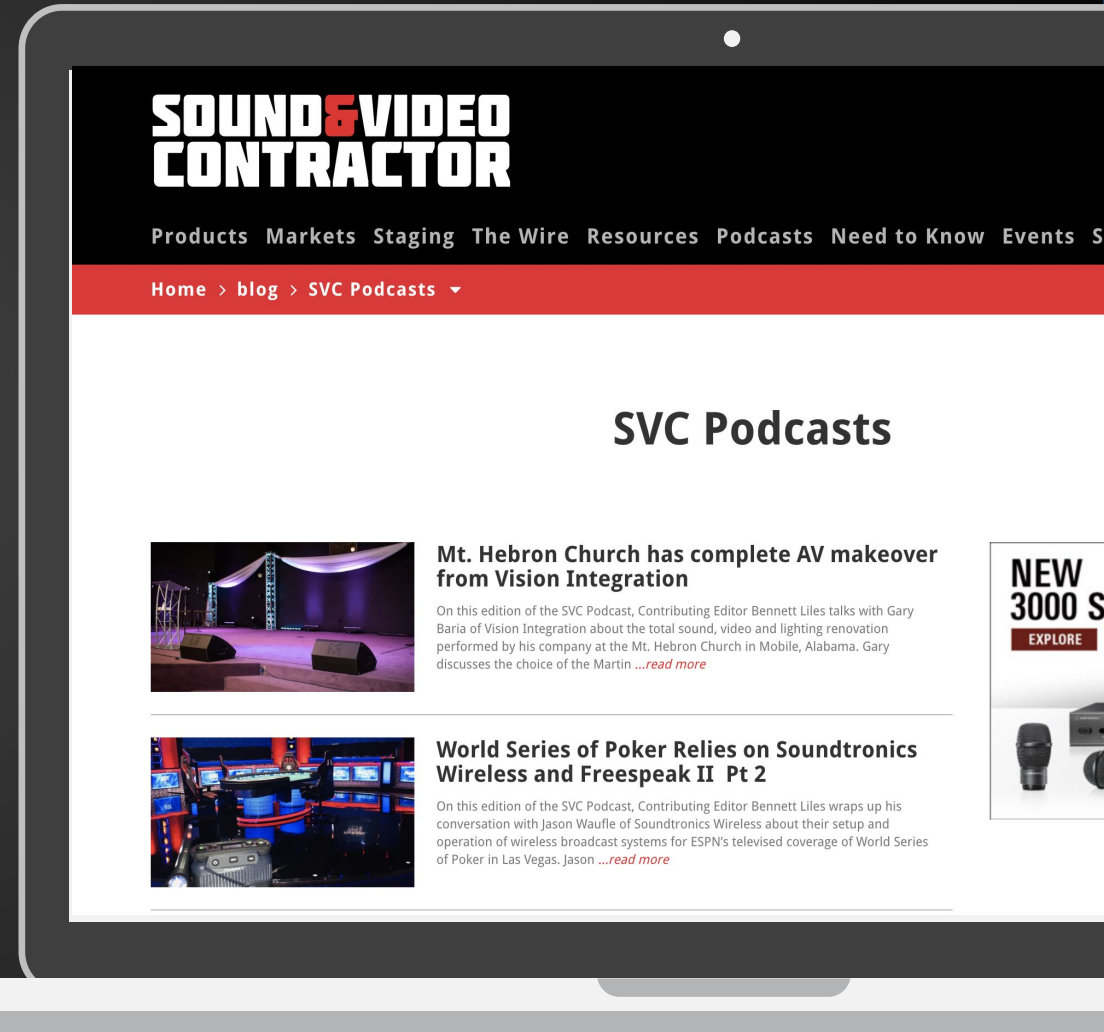 SOUND&VIDEO
CONTRACTOR
Products Markets Staging The Wire Resources Podcasts Need to Know Events S
Home > blog > SVC Podcasts
SVC Podcasts
Mt. Hebron Church has complete AV makeover
from Vision Integration
On this edition of the SVC Podcast, Contributing Editor Bennett Liles talks with Gary
Baria of Vision Integration about the total sound, video and lighting renovation
performed by his company at the Mt. Hebron Church in Mobile, Alabama. Gary
discusses the choice of the Martin ...read more
NEW
3000 S
EXPLORE
World Series of Poker Relies on Soundtronics
Wireless and Freespeak II Pt 2
On this edition of the SVC Podcast, Contributing Editor Bennett Liles wraps up his
conversation with Jason Waufle of Soundtronics Wireless about their setup and
operation of wireless broadcast systems for ESPN's televised coverage of World Series
of Poker in Las Vegas. Jason ...read more